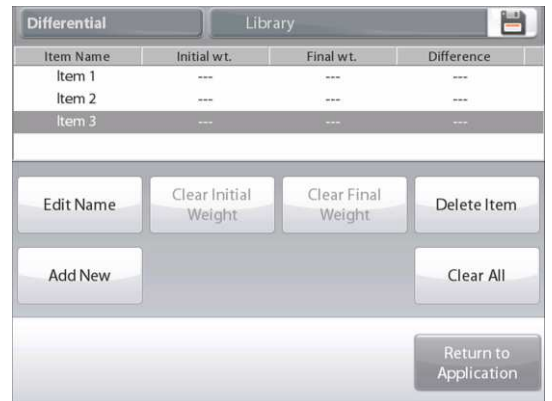 Differential Library
Item Name Initial wt. Final wt. Difference
Item 1 --- --- ---
Item 2 --- --- ---
Item 3 --- --- ---
Edit Name Clear Initial Weight Clear Final Weight Delete Item
Add New Clear All
Return to
Application